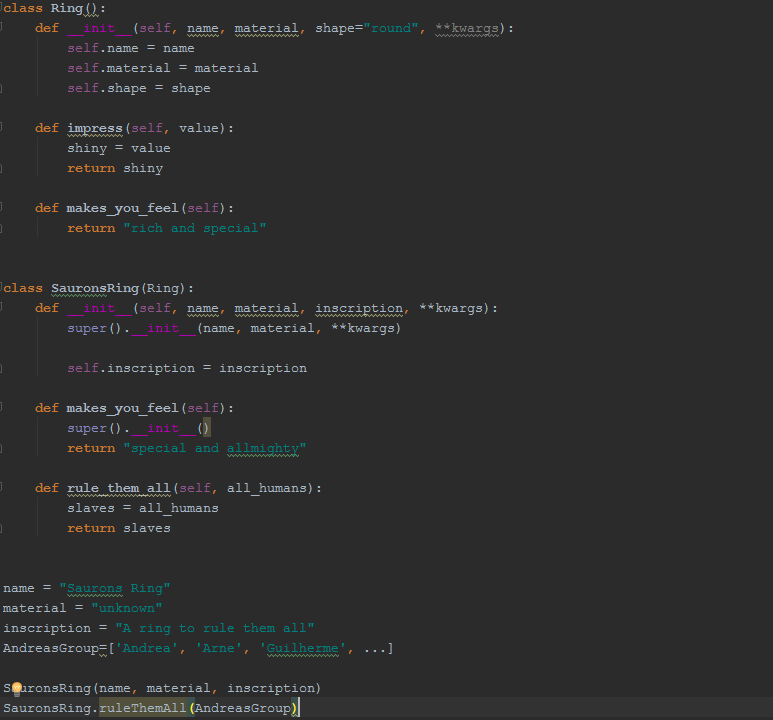 class Ring():
    def __init__(self, name, material, shape="round", **kwargs):
        self.name = name
        self.material = material
        self.shape = shape

    def impress(self, value):
        shiny = value
        return shiny

    def makes_you_feel(self):
        return "rich and special"


class SauronsRing(Ring):
    def __init__(self, name, material, inscription, **kwargs):
        super().__init__(name, material, **kwargs)

        self.inscription = inscription

    def makes_you_feel(self):
        super().__init__()
        return "special and allmighty"

    def rule_them_all(self, all_humans):
        slaves = all_humans
        return slaves


name = "Saurons Ring"
material = "unknown"
inscription = "A ring to rule them all"
AndreasGroup=['Andrea', 'Arne', 'Guilherme', ...]

SauronsRing(name, material, inscription)
SauronsRing.ruleThemAll(AndreasGroup)